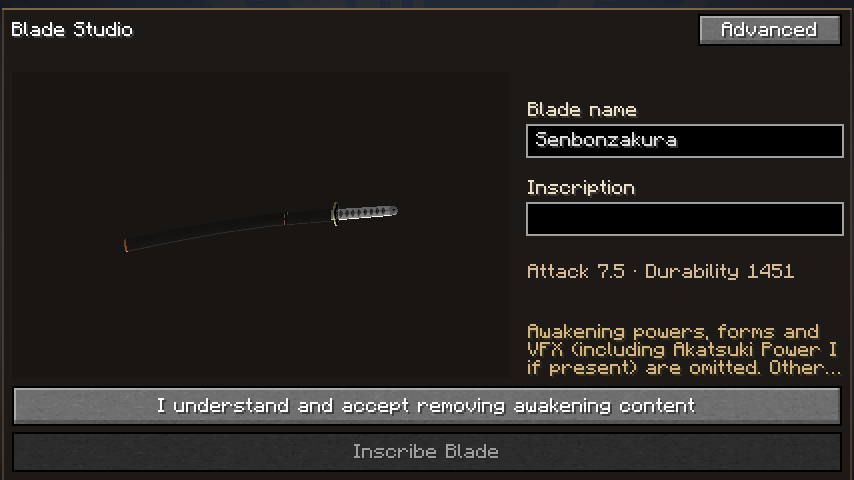 Blade Studio
Advanced
Blade name
Senbonzakura
Inscription
Attack 7.5 · Durability 1451
Awakening powers, forms and
VFX (including Akatsuki Power I
if present) are omitted. Other...
I understand and accept removing awakening content
Inscribe Blade